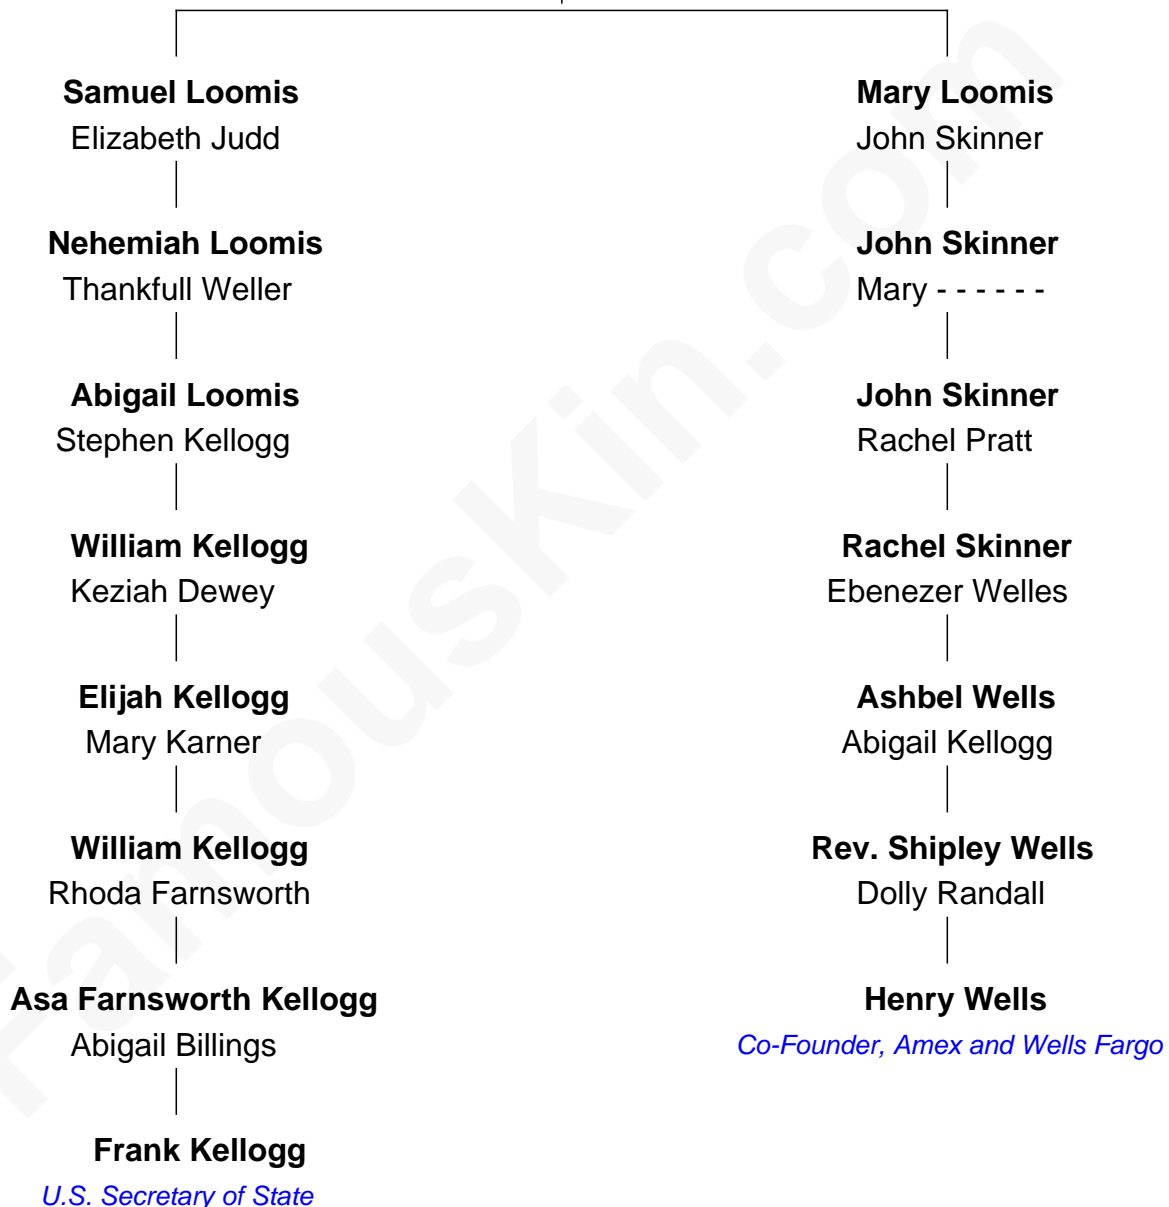 Samuel Loomis
Elizabeth Judd
Nehemiah Loomis
Thankfull Weller
Abigail Loomis
Stephen Kellogg
William Kellogg
Keziah Dewey
Elijah Kellogg
Mary Karner
William Kellogg
Rhoda Farnsworth
Asa Farnsworth Kellogg
Abigail Billings
Frank Kellogg
U.S. Secretary of State
Mary Loomis
John Skinner
John Skinner
Mary - - - - - -
John Skinner
Rachel Pratt
Rachel Skinner
Ebenezer Welles
Ashbel Wells
Abigail Kellogg
Rev. Shipley Wells
Dolly Randall
Henry Wells
Co-Founder, Amex and Wells Fargo
FamousKin.com